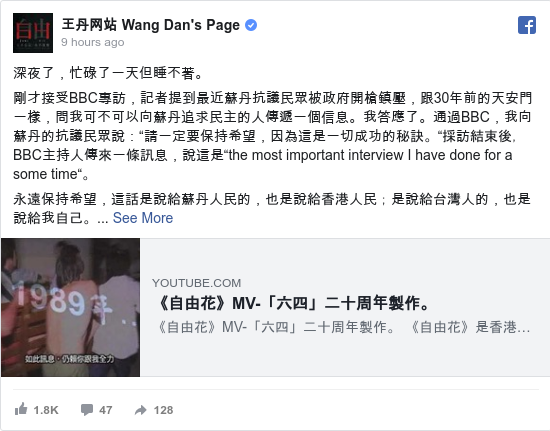 自由
王丹网站 Wang Dan's Page
9 hours ago
深夜了，忙碌了一天但睡不著。
剛才接受BBC專訪，記者提到最近蘇丹抗議民眾被政府開槍鎮壓，跟30年前的天安門
一樣，問我可不可以向蘇丹追求民主的人傳遞一個信息。我答應了。通過BBC，我向
蘇丹的抗議民眾說：“請一定要保持希望，因為這是一切成功的秘訣。“採訪結束後,
BBC主持人傳來一條訊息，說這是“the most important interview I have done for a
some time“。
永遠保持希望，這話是說給蘇丹人民的，也是說給香港人民；是說給台灣人的，也是
說給我自己。... See More
1989年
如此訊息．仍賴你跟我全力
YOUTUBE.COM
《自由花》MV-「六四」二十周年製作。
《自由花》MV-「六四」二十周年製作。 《自由花》是香港…
1.8K
47
128